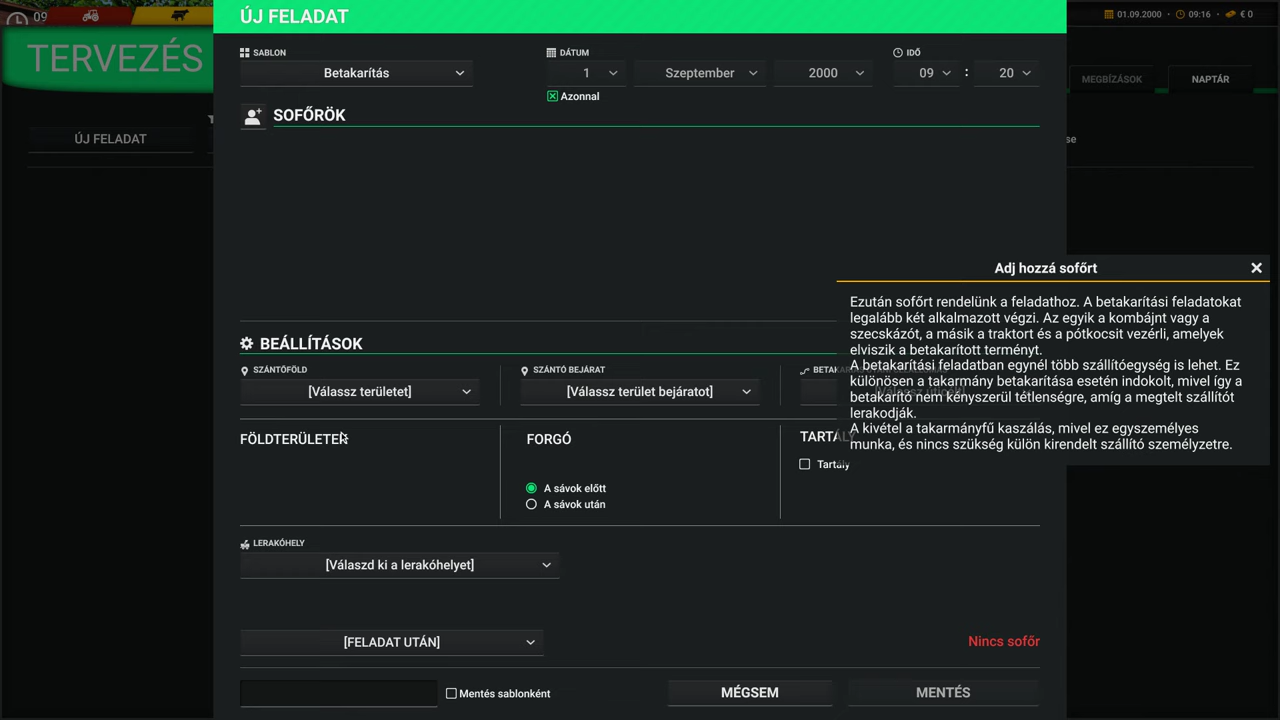 09
01.09.2000
09:16
€ 0
TERVEZÉS
MEGBÍZÁSOK
NAPTÁR
ÚJ FELADAT
se
ÚJ FELADAT
SABLON
Betakarítás
DÁTUM
1
Szeptember
2000
Azonnal
IDŐ
09 : 20
SOFŐRÖK
Adj hozzá sofőrt
Ezután sofőrt rendelünk a feladathoz. A betakarítási feladatokat
legalább két alkalmazott végzi. Az egyik a kombájnt vagy a
szecskázót, a másik a traktort és a pótkocsit vezérli, amelyek
elviszik a betakarított terményt.
A betakarítási feladatban egynél több szállítóegység is lehet. Ez
különösen a takarmány betakarítása esetén indokolt, mivel így a
betakarító nem kényszerül tétlenségre, amíg a megtelt szállítót
lerakodják.
A kivétel a takarmányfű kaszálás, mivel ez egyszemélyes
munka, és nincs szükség külön kirendelt szállító személyzetre.
BEÁLLÍTÁSOK
SZÁNTÓFÖLD
[Válassz területet]
SZÁNTÓ BEJÁRAT
[Válassz terület bejáratot]
FÖLDTERÜLETEK
FORGÓ
A sávok előtt
A sávok után
TARTÁLY
Tartály
LERAKÓHELY
[Válaszd ki a lerakóhelyet]
[FELADAT UTÁN]
Nincs sofőr
Mentés sablonként
MÉGSEM
MENTÉS